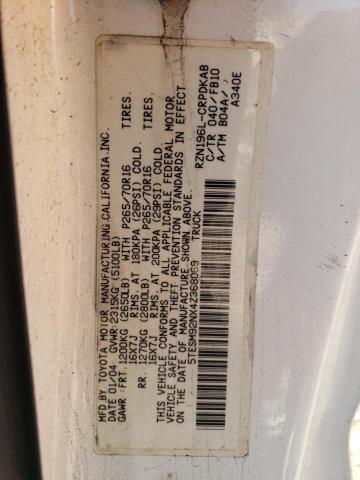 MFD. BY TOYOTA MOTOR MANUFACTURING, CALIFORNIA, INC.
DATE 01/04 GVWR:2315KG (5100LB)
GAWR: FRT 1200KG (2650LB) WITH P265/70R16 TIRES.
16X7J RIMS. AT 180KPA (26PSI) COLD.
RR. 1270KG (2800LB) WITH P265/70R16 TIRES.
16X7J RIMS. AT 200KPA (29PSI) COLD.
THIS VEHICLE CONFORMS TO ALL APPLICABLE FEDERAL MOTOR
VEHICLE SAFETY AND THEFT PREVENTION STANDARDS IN EFFECT
ON THE DATE OF MANUFACTURE SHOWN ABOVE.
5TESM92NX4Z368069 TRUCK
RZN196L-CRPDKAB
C/TR 040/FB10
A/TM B04A/
A340E